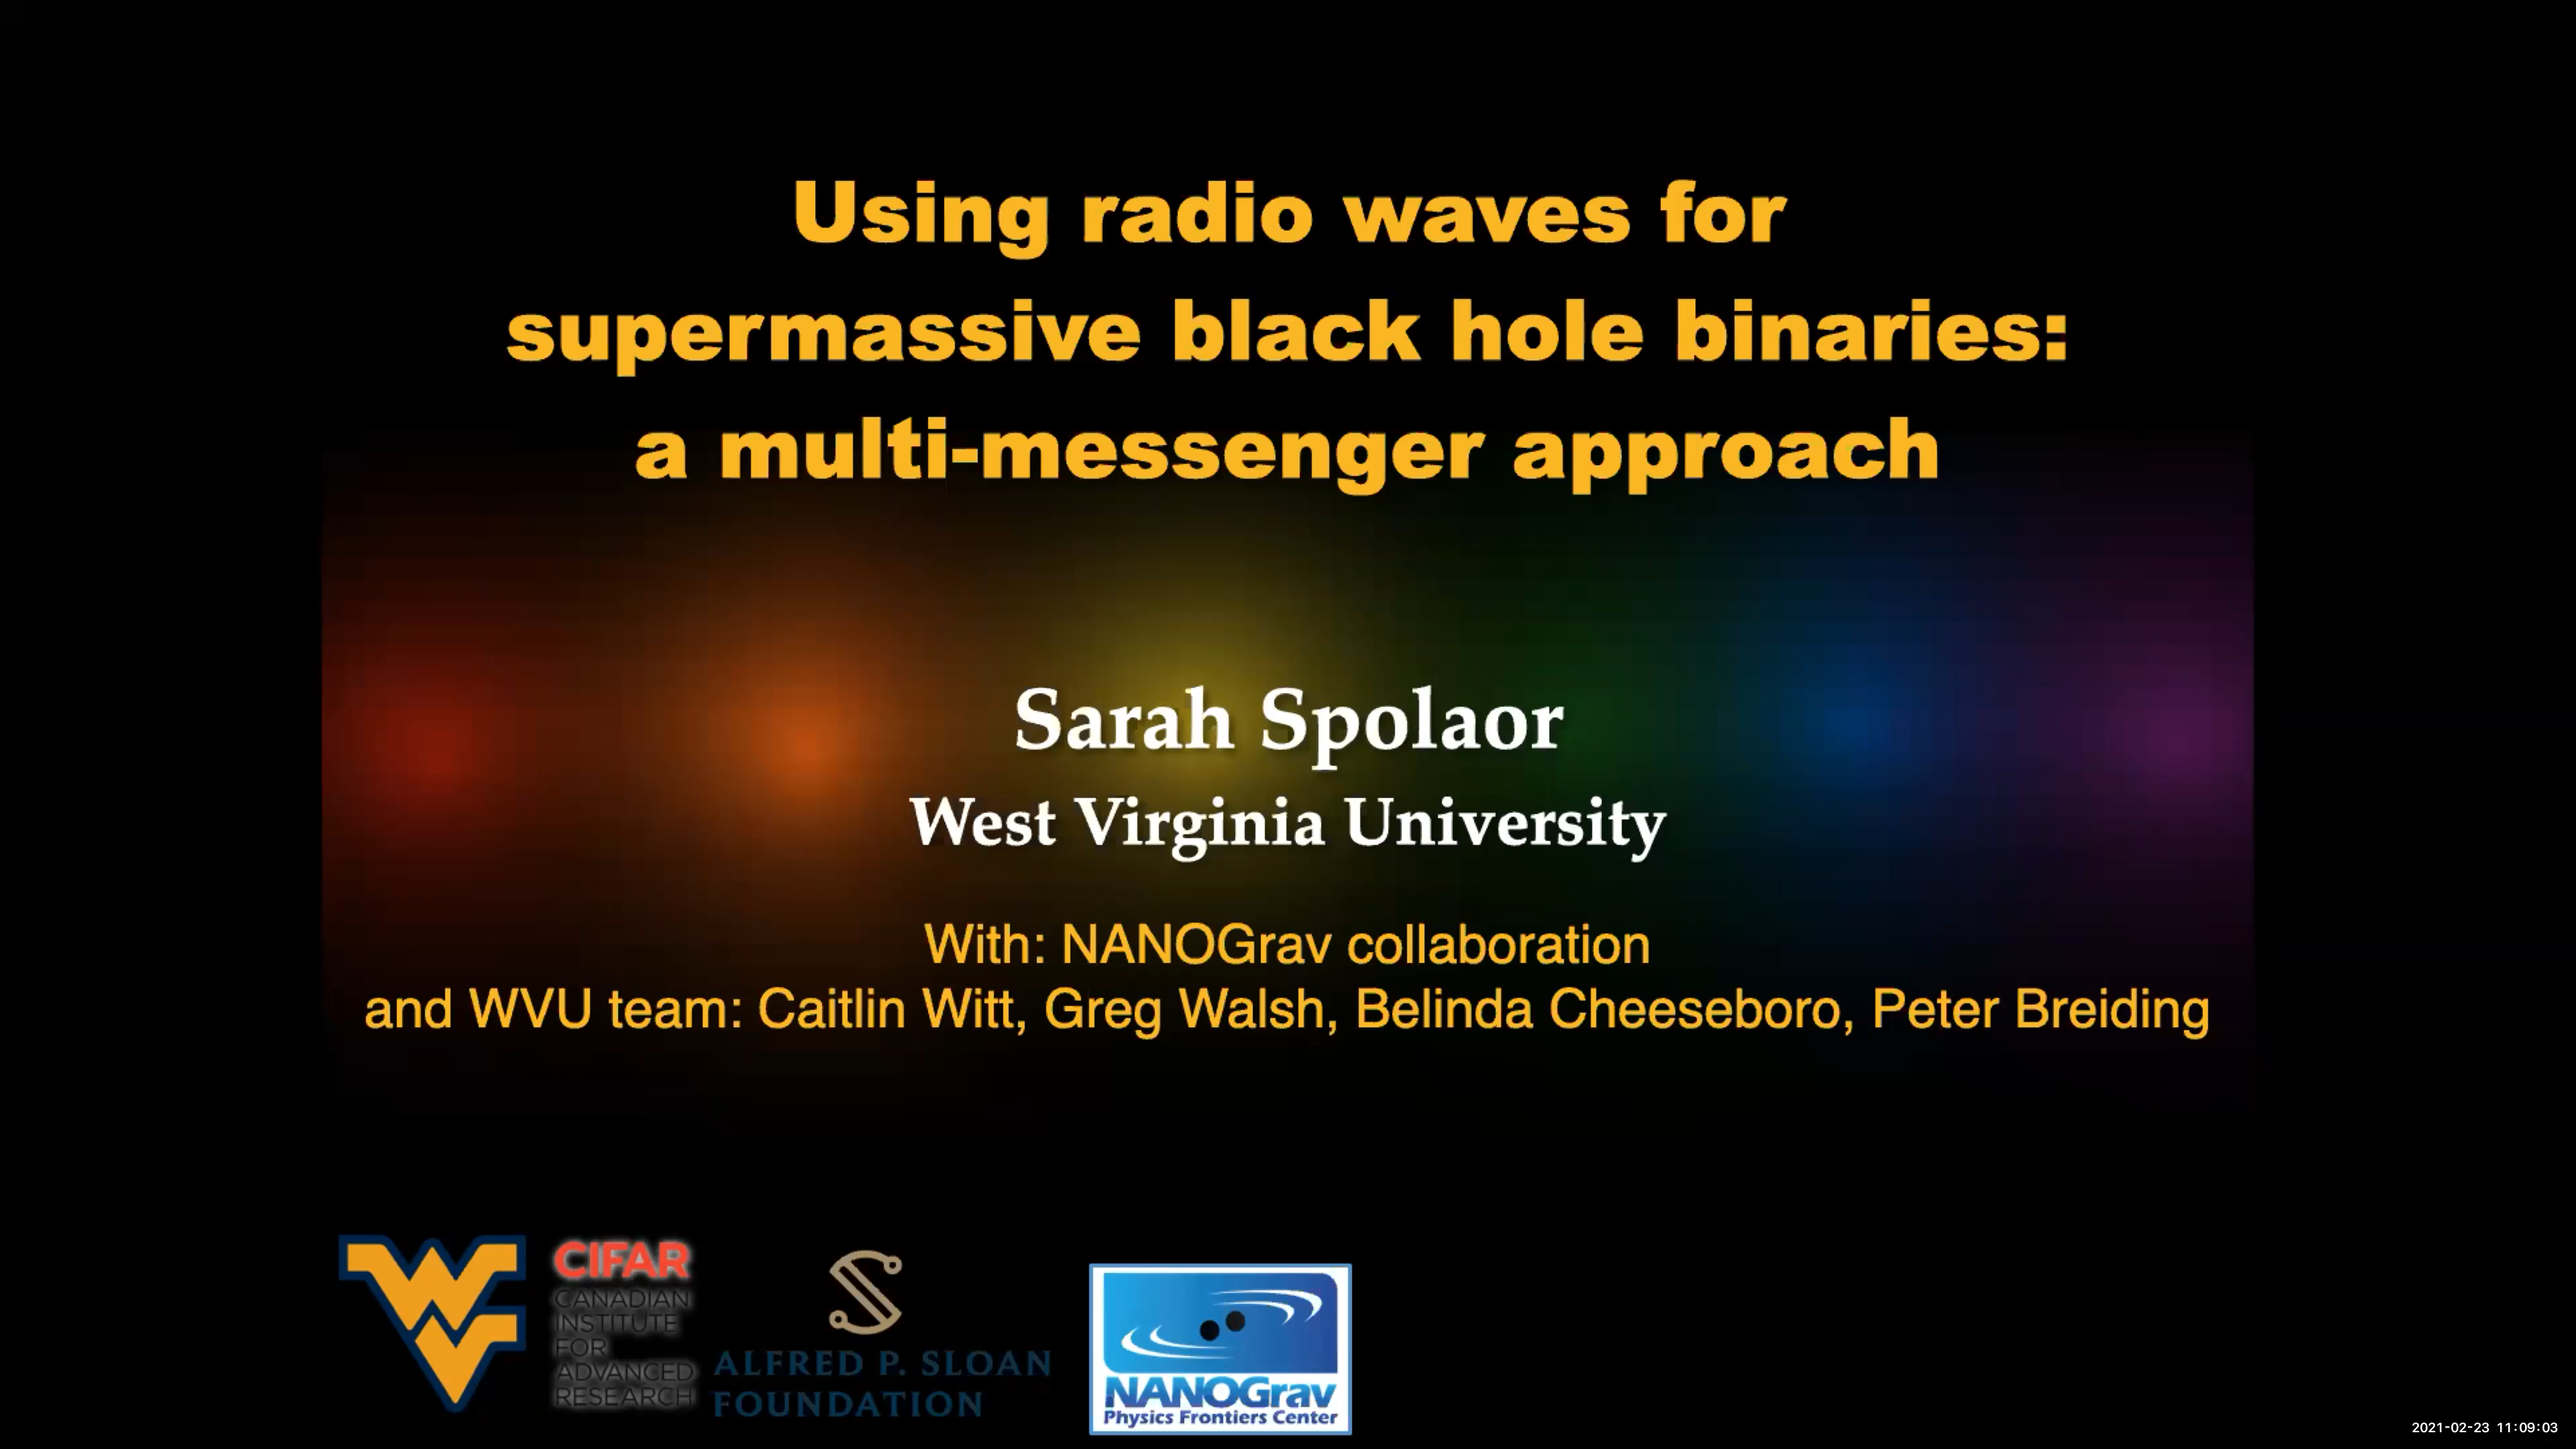 Using radio waves for
supermassive black hole binaries:
a multi-messenger approach
Sarah Spolaor
West Virginia University
With: NANOGrav collaboration
and WVU team: Caitlin Witt, Greg Walsh, Belinda Cheeseboro, Peter Breiding
WV
CIFAR
CANADIAN
INSTITUTE
FOR
ADVANCED
RESEARCH
ALFRED P. SLOAN
FOUNDATION
NANOGrav
Physics Frontiers Center
2021-02-23 11:09:03